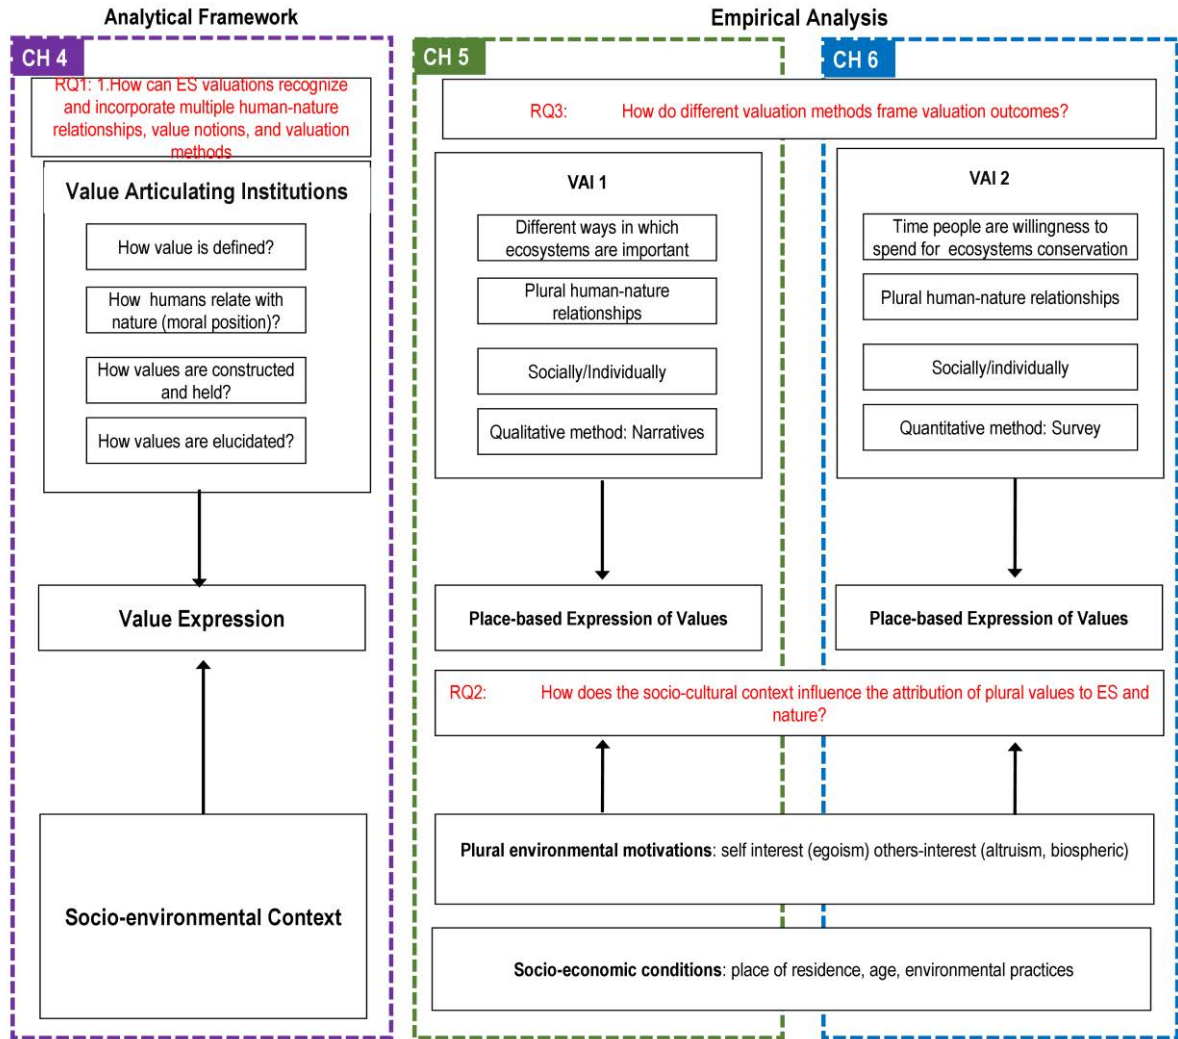 Analytical Framework
Empirical Analysis
CH 4
RQ1: 1.How can ES valuations recognize
and incorporate multiple human-nature
relationships, value notions, and valuation
methods
Value Articulating Institutions
How value is defined?
How humans relate with
nature (moral position)?
How values are constructed
and held?
How values are elucidated?
Value Expression
Socio-environmental Context
CH 5
CH 6
RQ3: How do different valuation methods frame valuation outcomes?
VAI 1
Different ways in which
ecosystems are important
Plural human-nature
relationships
Socially/Individually
Qualitative method: Narratives
VAI 2
Time people are willingness to
spend for ecosystems conservation
Plural human-nature relationships
Socially/individually
Quantitative method: Survey
Place-based Expression of Values
Place-based Expression of Values
RQ2: How does the socio-cultural context influence the attribution of plural values to ES and
nature?
Plural environmental motivations: self interest (egoism) others-interest (altruism, biospheric)
Socio-economic conditions: place of residence, age, environmental practices